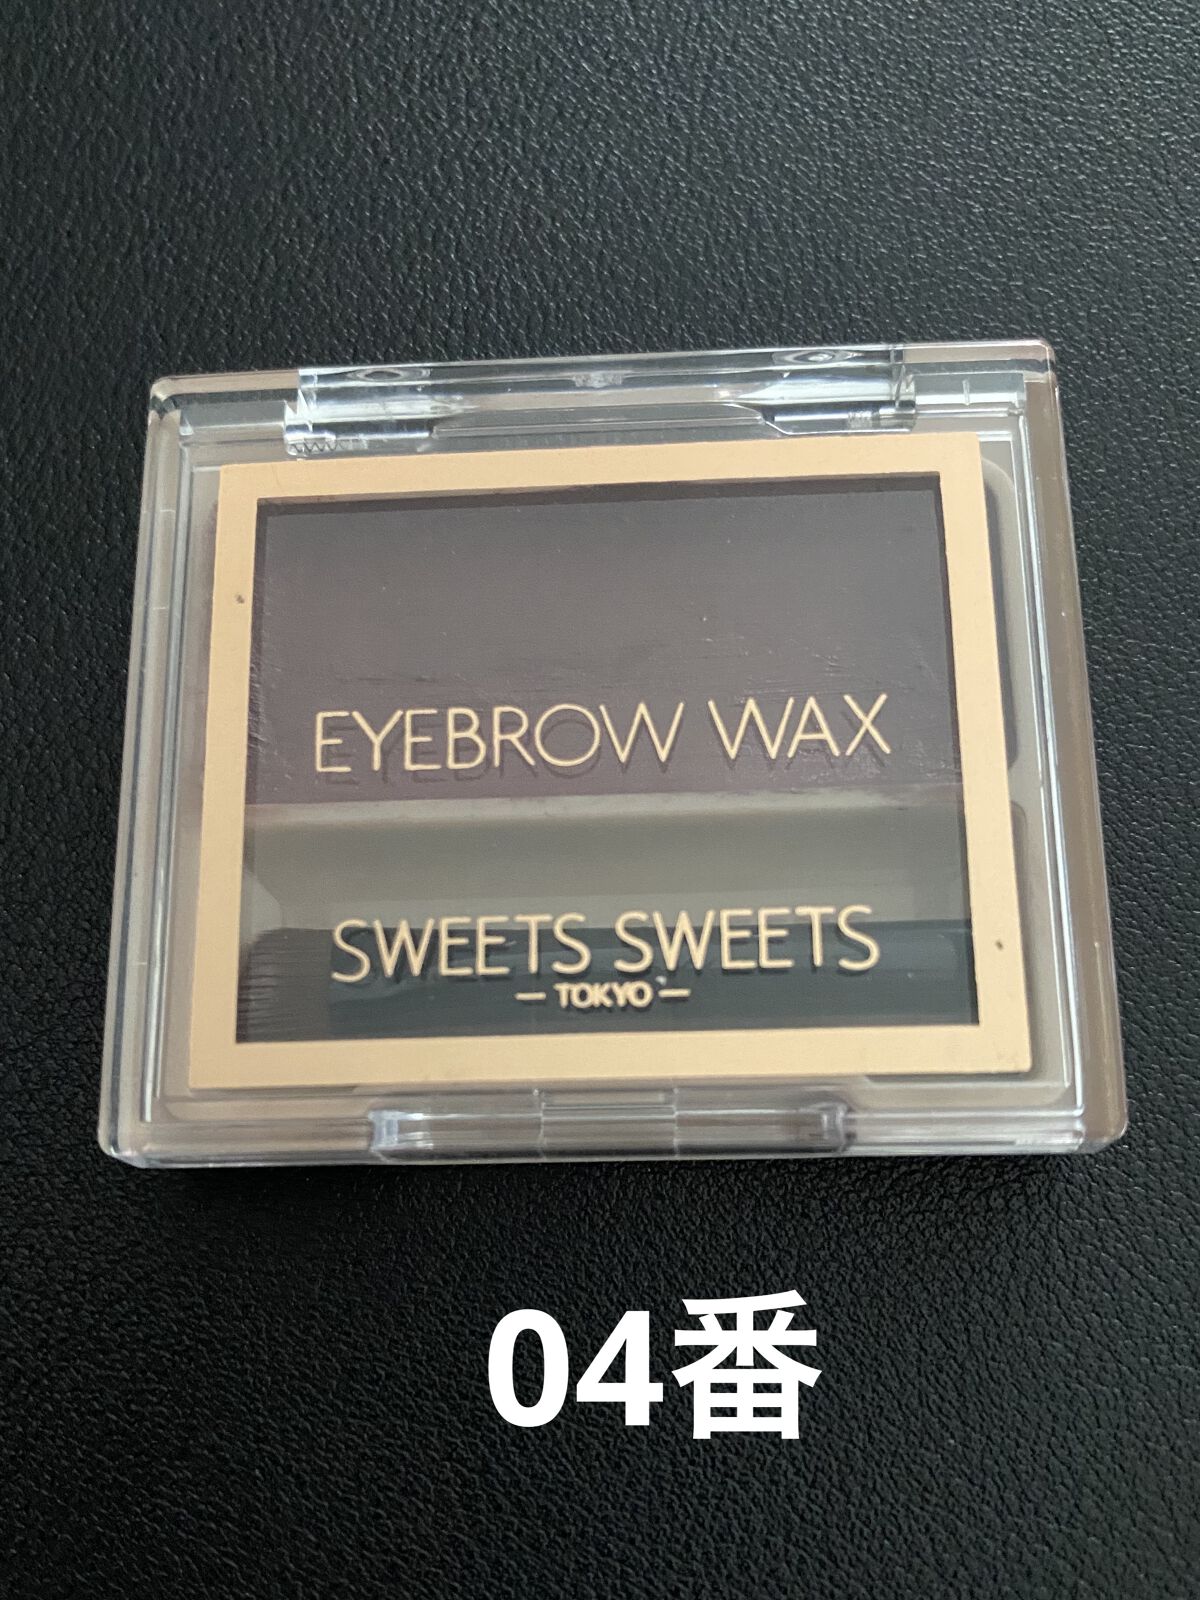 EYEBROW WAX
SWEETS SWEETS
— TOKYO —
04番